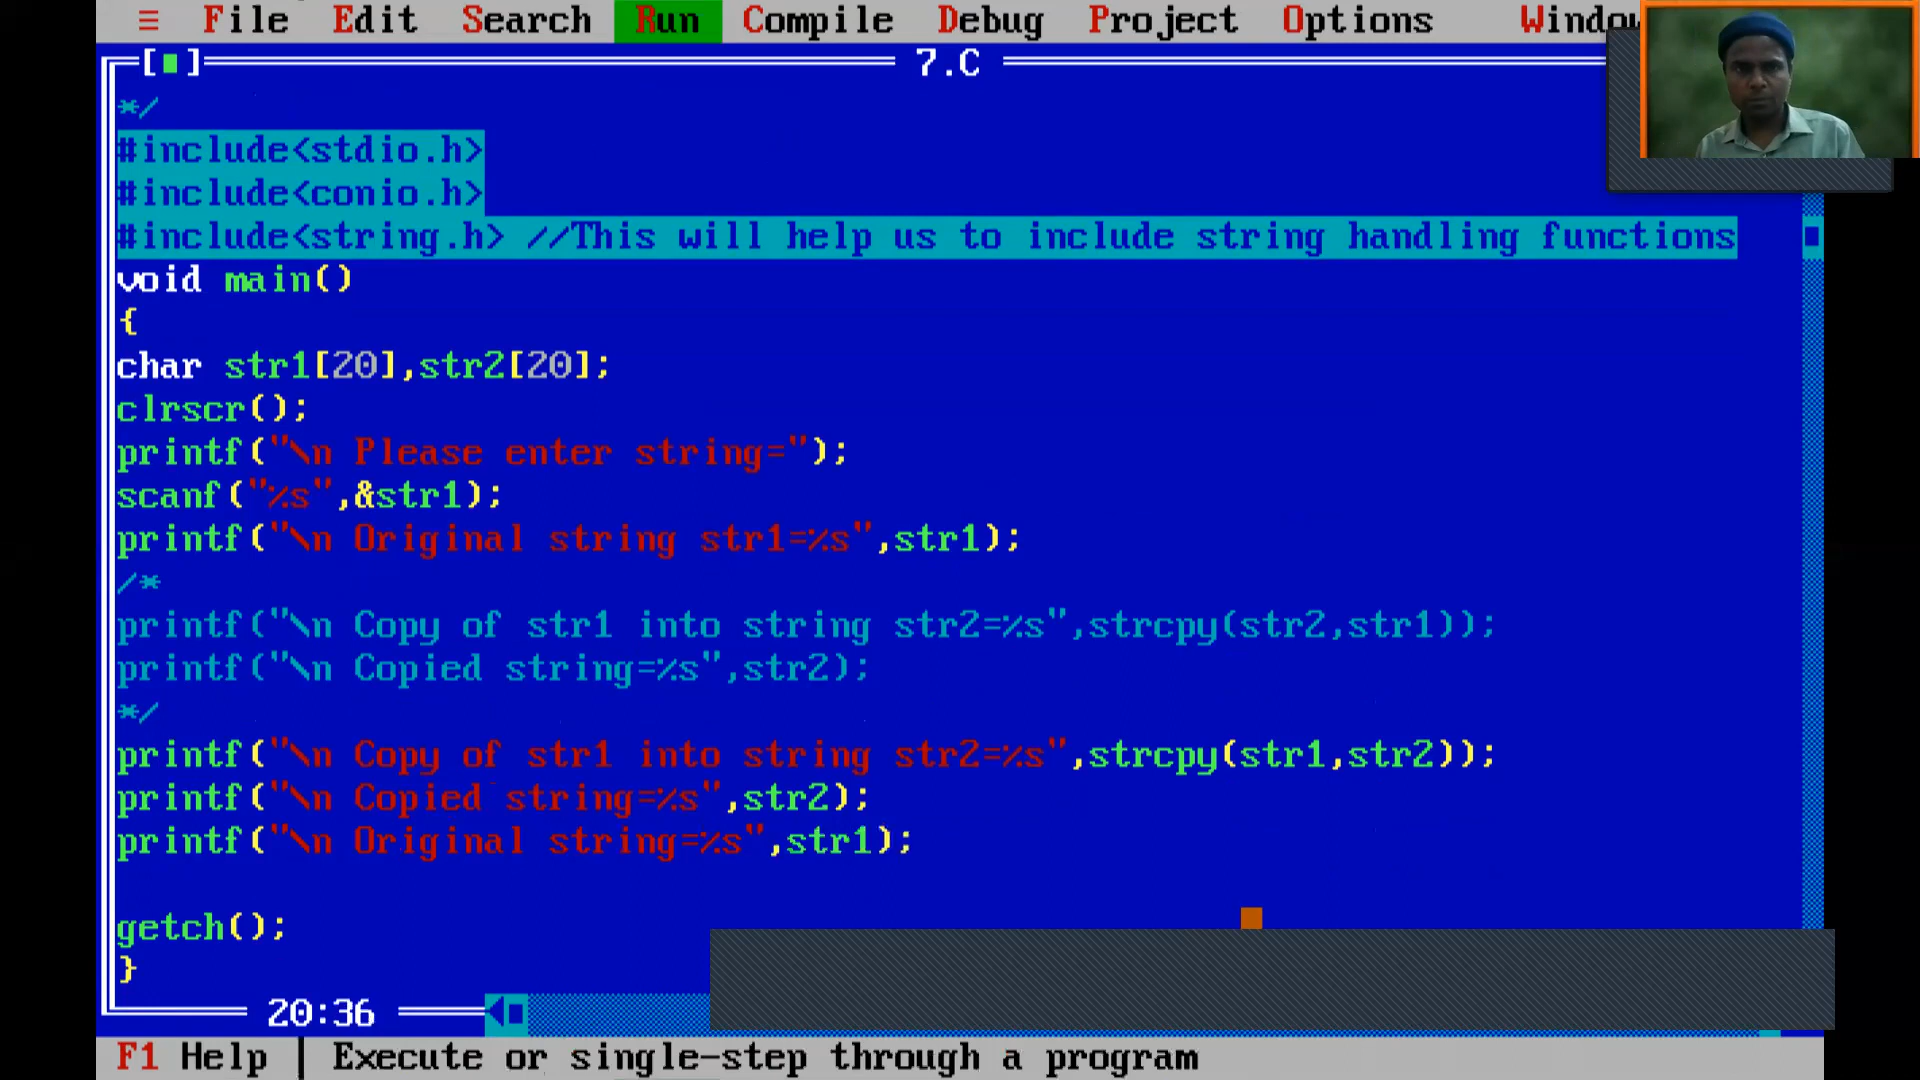 ≡ File Edit Search Run Compile Debug Project Options Windo
[■] 7.C
*/
#include<stdio.h>
#include<conio.h>
#include<string.h> //This will help us to include string handling functions
void main()
{
char str1[20],str2[20];
clrscr();
printf("\n Please enter string=");
scanf("%s",&str1);
printf("\n Original string str1=%s",str1);
/*
printf("\n Copy of str1 into string str2=%s",strcpy(str2,str1));
printf("\n Copied string=%s",str2);
*/
printf("\n Copy of str1 into string str2=%s",strcpy(str1,str2));
printf("\n Copied string=%s",str2);
printf("\n Original string=%s",str1);
getch();
}
20:36
F1 Help | Execute or single-step through a program